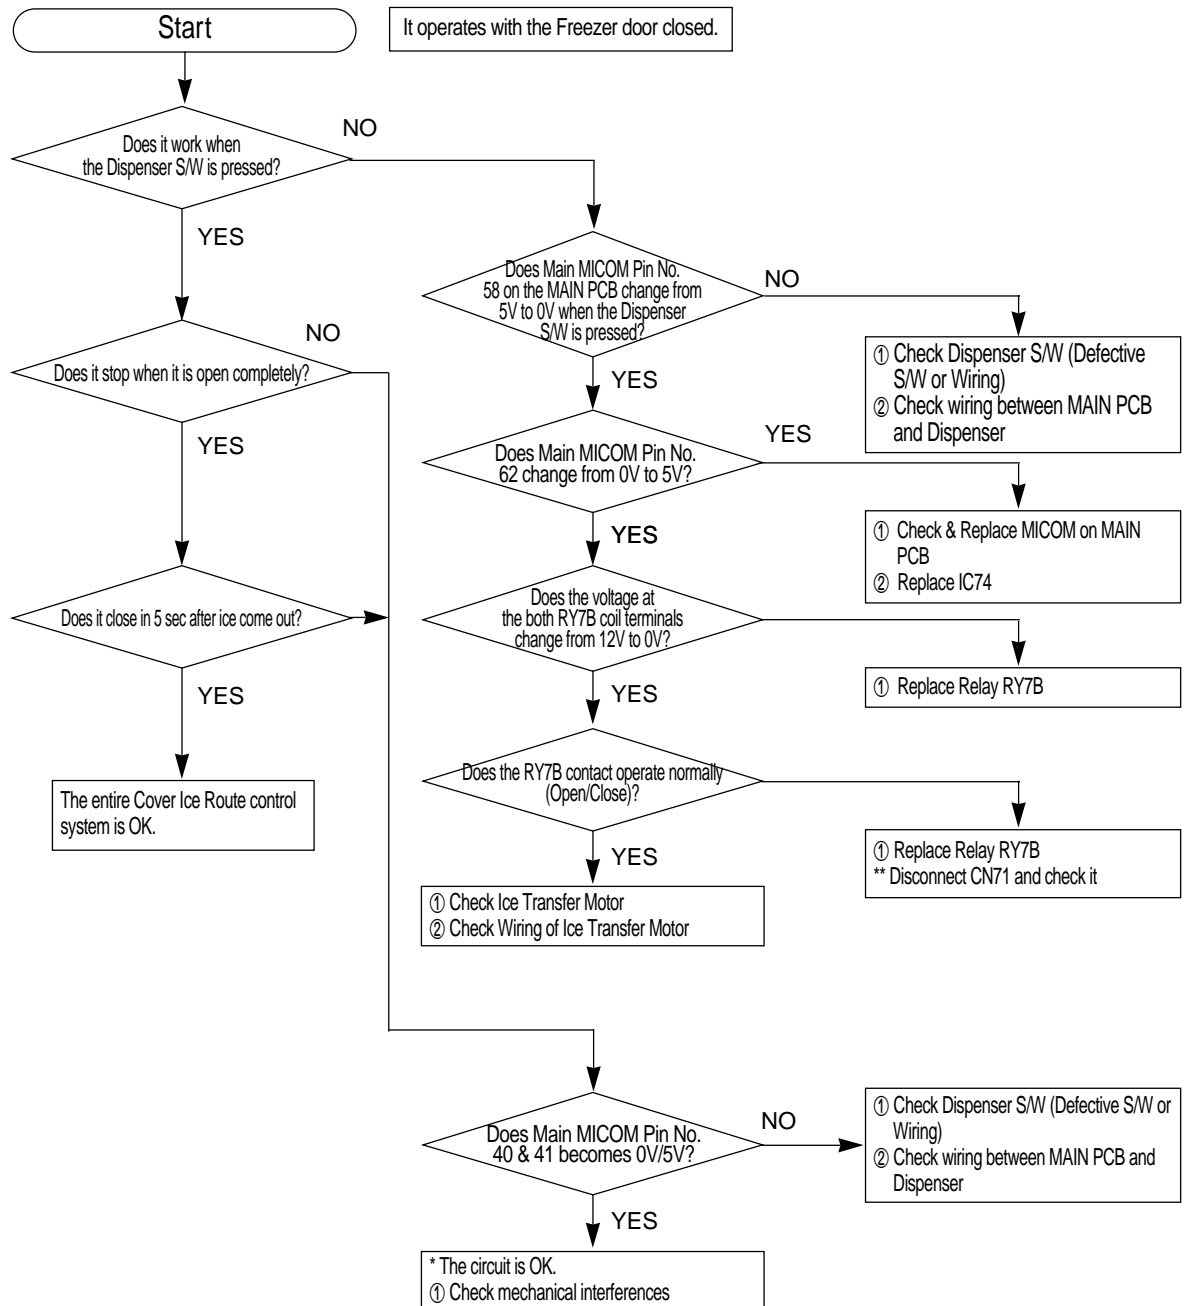 Start
It operates with the Freezer door closed.
Does it work when
the Dispenser S/W is pressed?
NO
YES
Does Main MICOM Pin No.
58 on the MAIN PCB change from
5V to 0V when the Dispenser
S/W is pressed?
NO
YES
① Check Dispenser S/W (Defective
S/W or Wiring)
② Check wiring between MAIN PCB
and Dispenser
Does it stop when it is open completely?
NO
YES
Does Main MICOM Pin No.
62 change from 0V to 5V?
YES
YES
① Check & Replace MICOM on MAIN
PCB
② Replace IC74
Does it close in 5 sec after ice come out?
YES
Does the voltage at
the both RY7B coil terminals
change from 12V to 0V?
YES
① Replace Relay RY7B
The entire Cover Ice Route control
system is OK.
Does the RY7B contact operate normally
(Open/Close)?
YES
① Replace Relay RY7B
** Disconnect CN71 and check it
① Check Ice Transfer Motor
② Check Wiring of Ice Transfer Motor
Does Main MICOM Pin No.
40 & 41 becomes 0V/5V?
NO
YES
① Check Dispenser S/W (Defective S/W or
Wiring)
② Check wiring between MAIN PCB and
Dispenser
* The circuit is OK.
① Check mechanical interferences